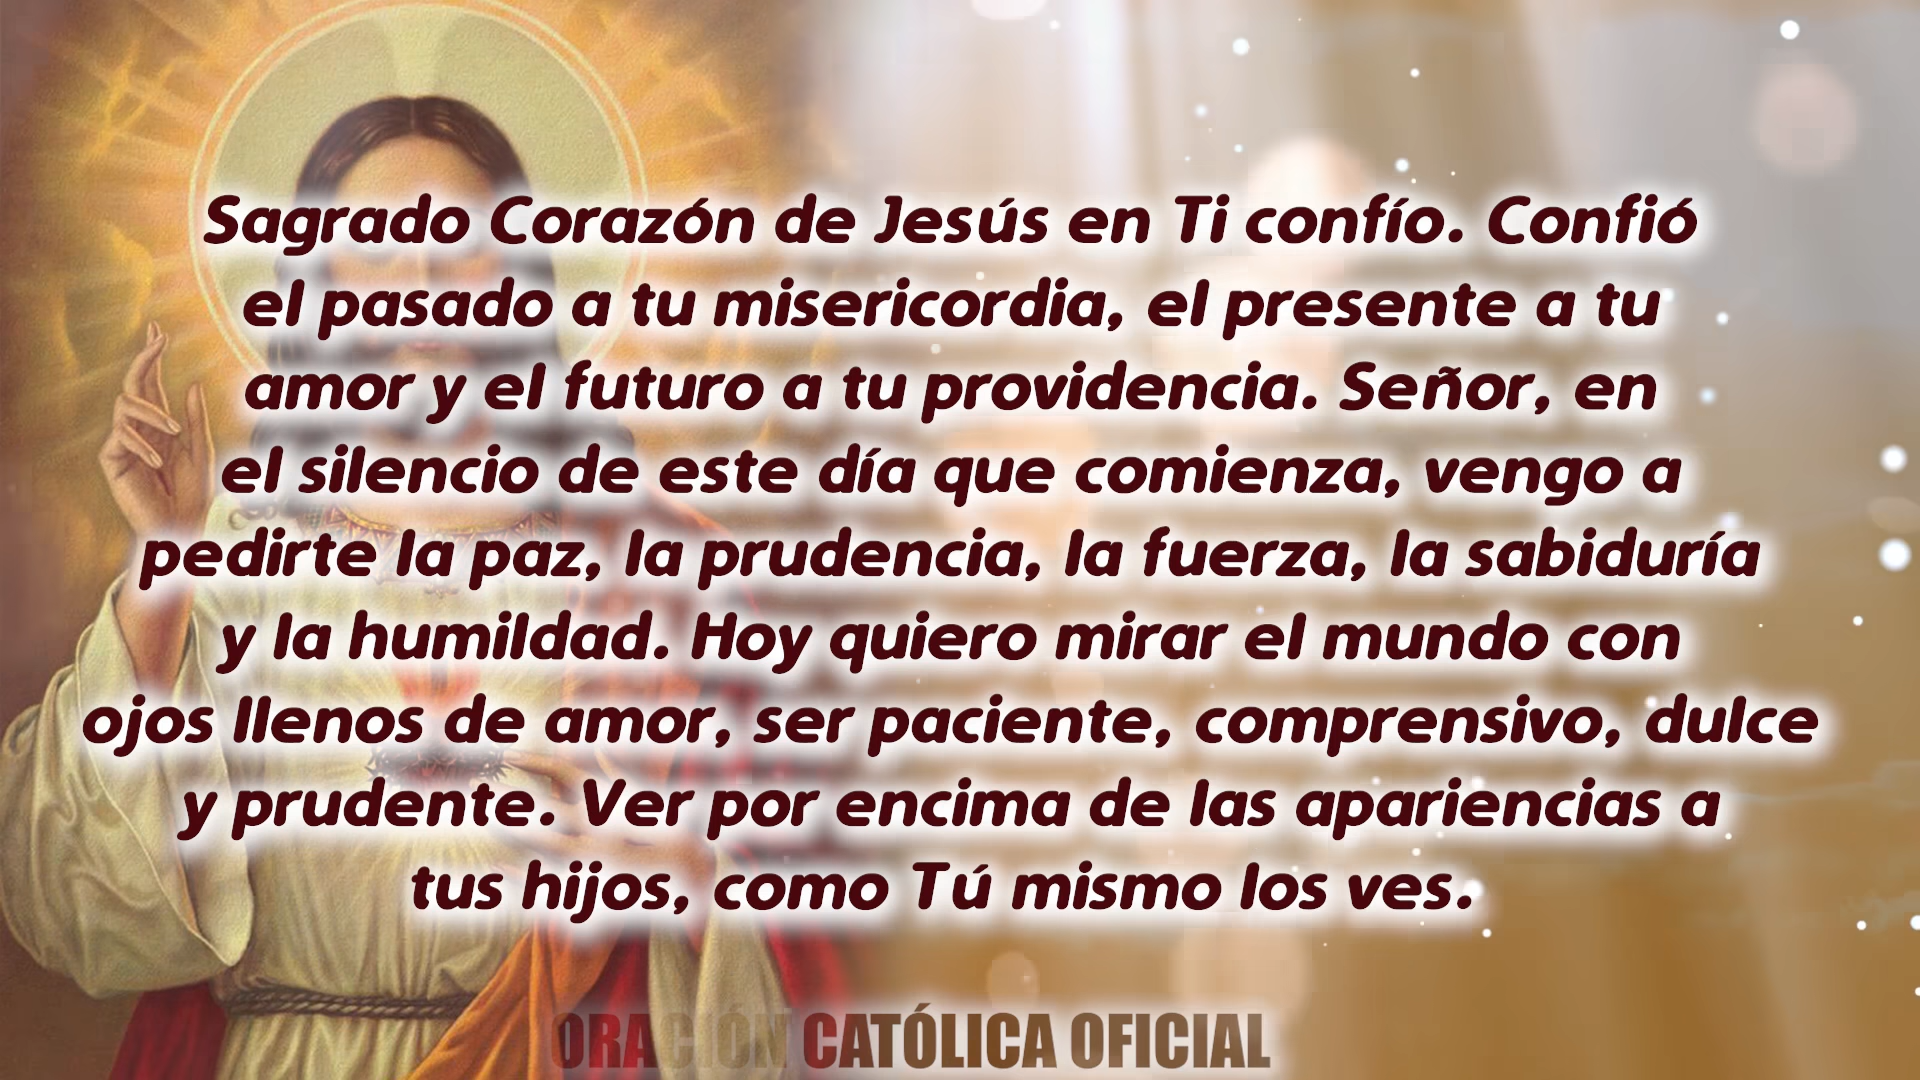 Sagrado Corazón de Jesús en Ti confío. Confió
el pasado a tu misericordia, el presente a tu
amor y el futuro a tu providencia. Señor, en
el silencio de este día que comienza, vengo a
pedirte la paz, la prudencia, la fuerza, la sabiduría
y la humildad. Hoy quiero mirar el mundo con
ojos llenos de amor, ser paciente, comprensivo, dulce
y prudente. Ver por encima de las apariencias a
tus hijos, como Tú mismo los ves.
ORACIÓN CATÓLICA OFICIAL